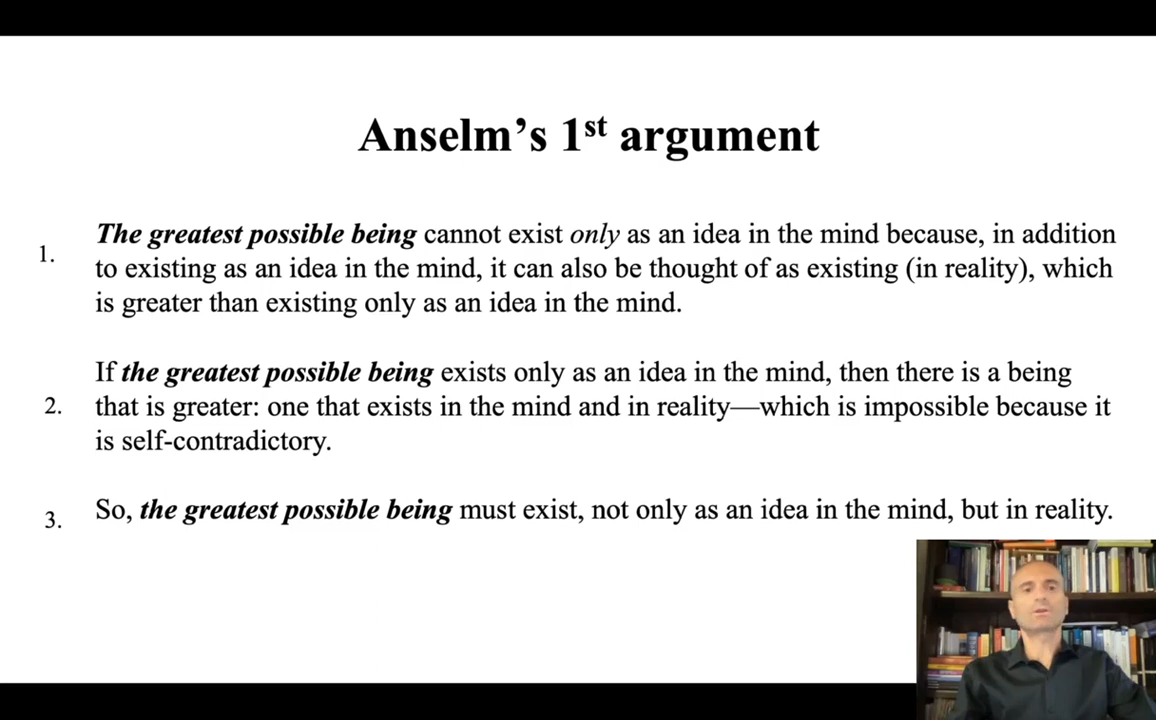 Anselm’s 1st argument
1. The greatest possible being cannot exist only as an idea in the mind because, in addition
to existing as an idea in the mind, it can also be thought of as existing (in reality), which
is greater than existing only as an idea in the mind.
If the greatest possible being exists only as an idea in the mind, then there is a being
2. that is greater: one that exists in the mind and in reality—which is impossible because it
is self-contradictory.
3. So, the greatest possible being must exist, not only as an idea in the mind, but in reality.